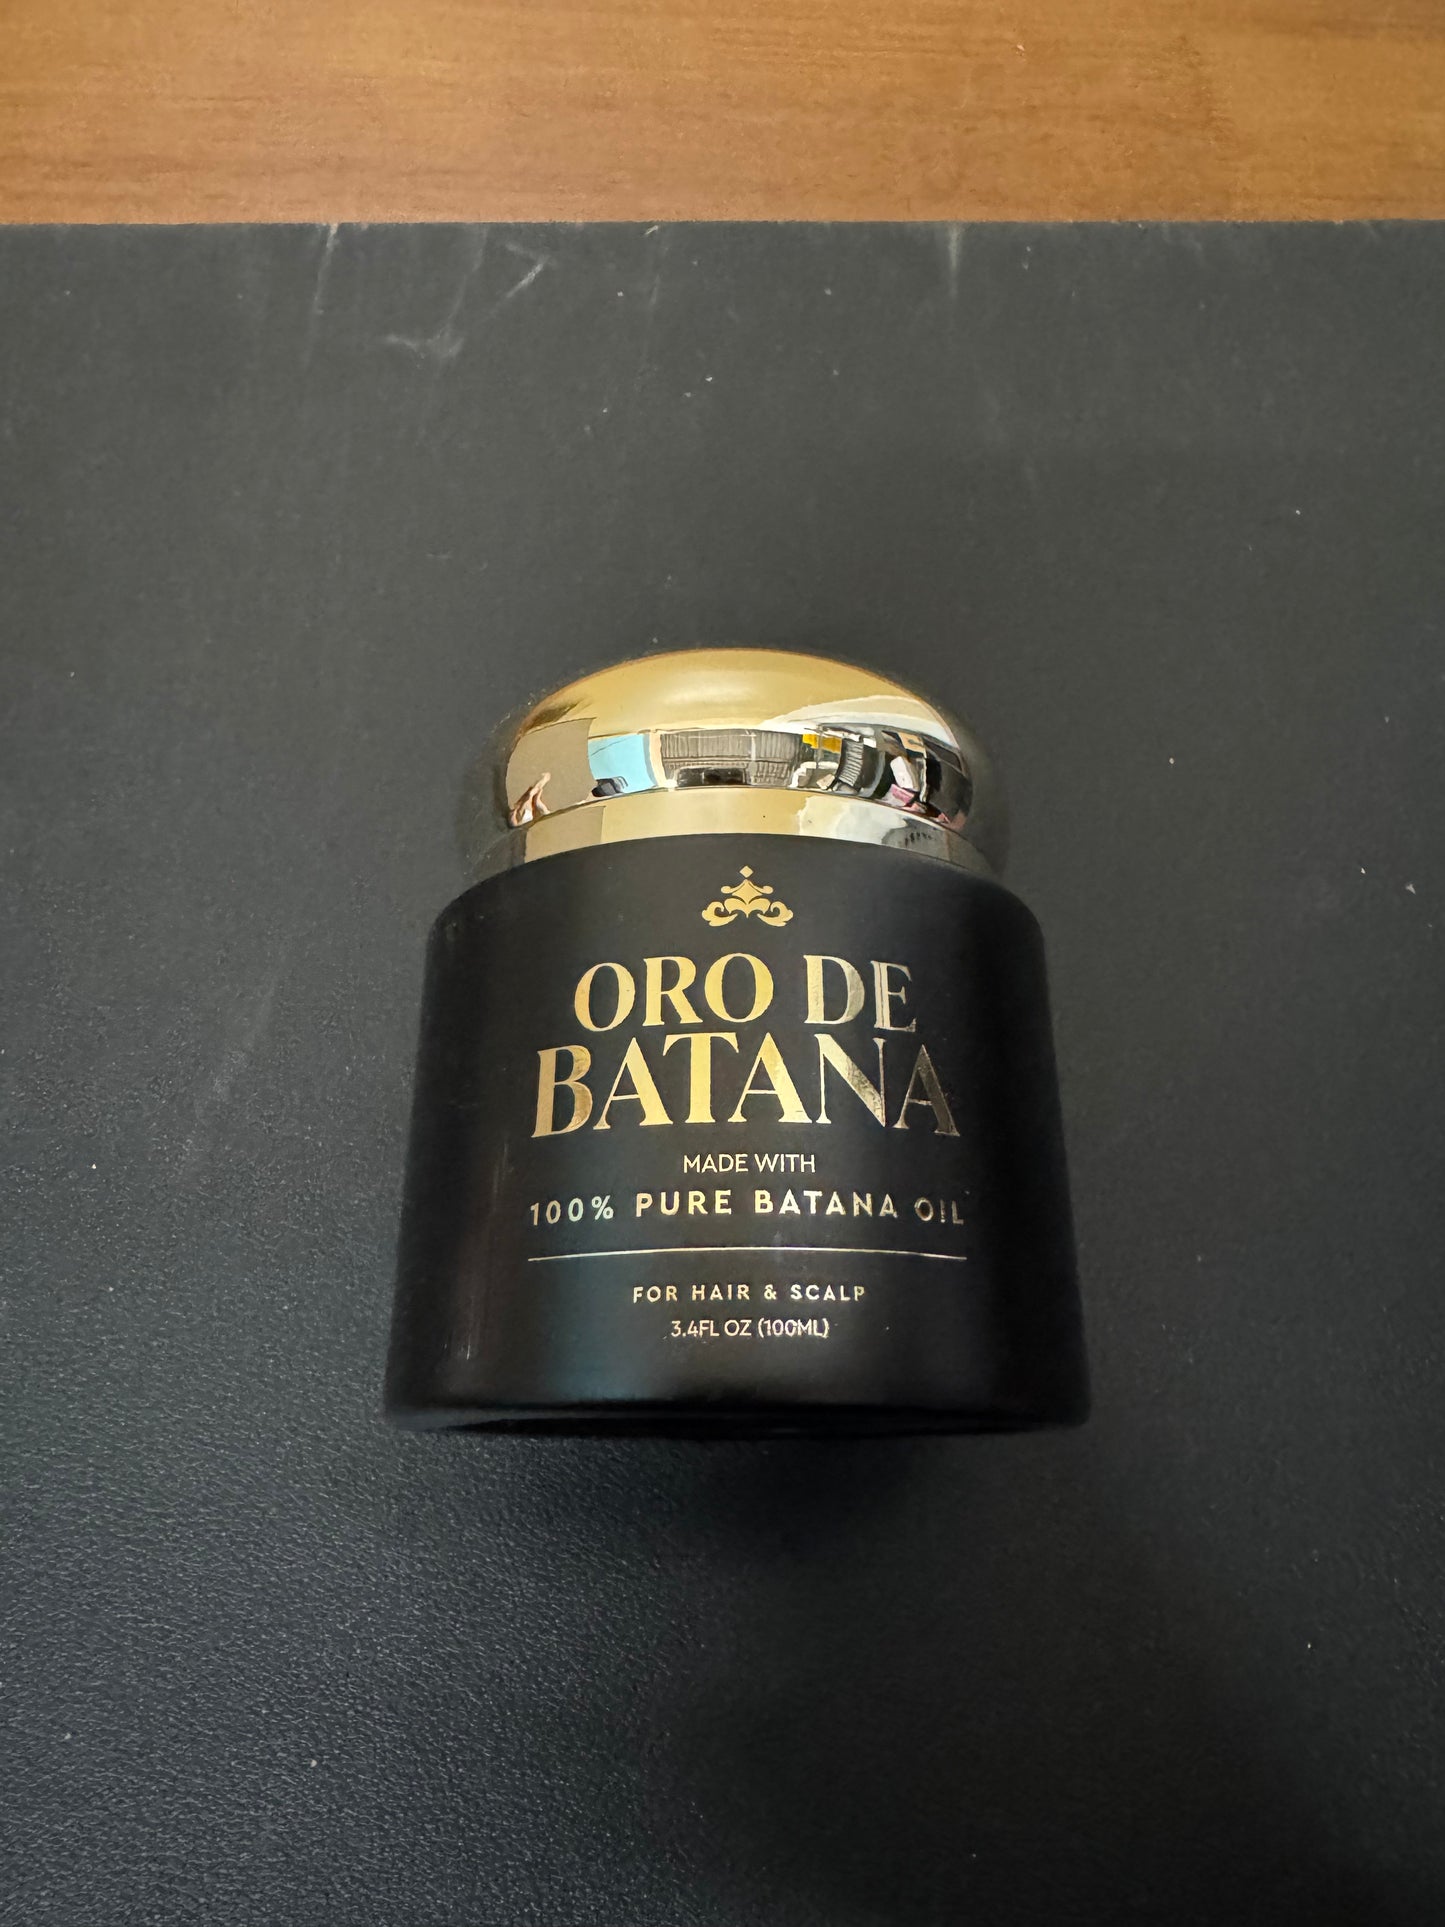 ORO DE
BATANA
MADE WITH
100% PURE BATANA OIL
FOR HAIR & SCALP
3.4FL OZ (100ML)